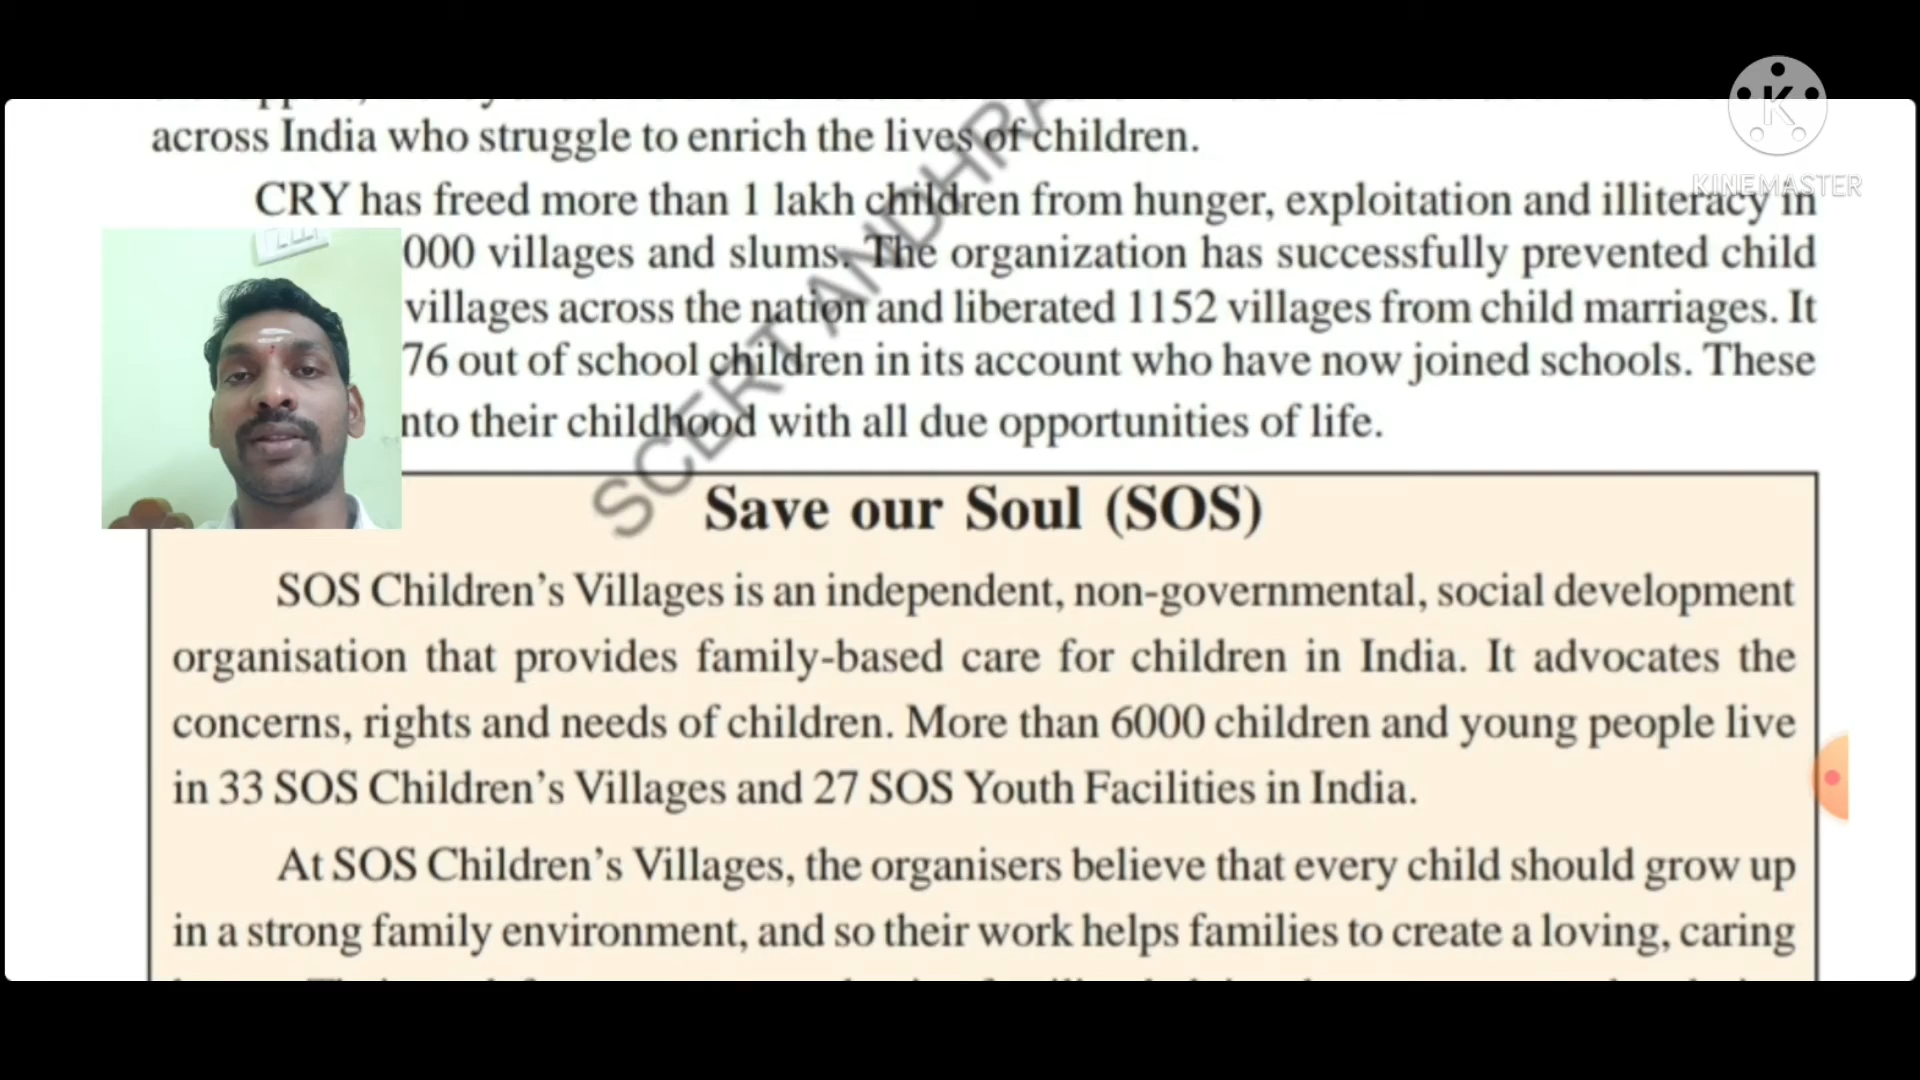 across India who struggle to enrich the lives of children.
CRY has freed more than 1 lakh children from hunger, exploitation and illiteracy in
000 villages and slums. The organization has successfully prevented child
villages across the nation and liberated 1152 villages from child marriages. It
76 out of school children in its account who have now joined schools. These
nto their childhood with all due opportunities of life.
Save our Soul (SOS)
SOS Children's Villages is an independent, non-governmental, social development
organisation that provides family-based care for children in India. It advocates the
concerns, rights and needs of children. More than 6000 children and young people live
in 33 SOS Children's Villages and 27 SOS Youth Facilities in India.
At SOS Children's Villages, the organisers believe that every child should grow up
in a strong family environment, and so their work helps families to create a loving, caring
SCERT ANDHRA
K
KINEMASTER